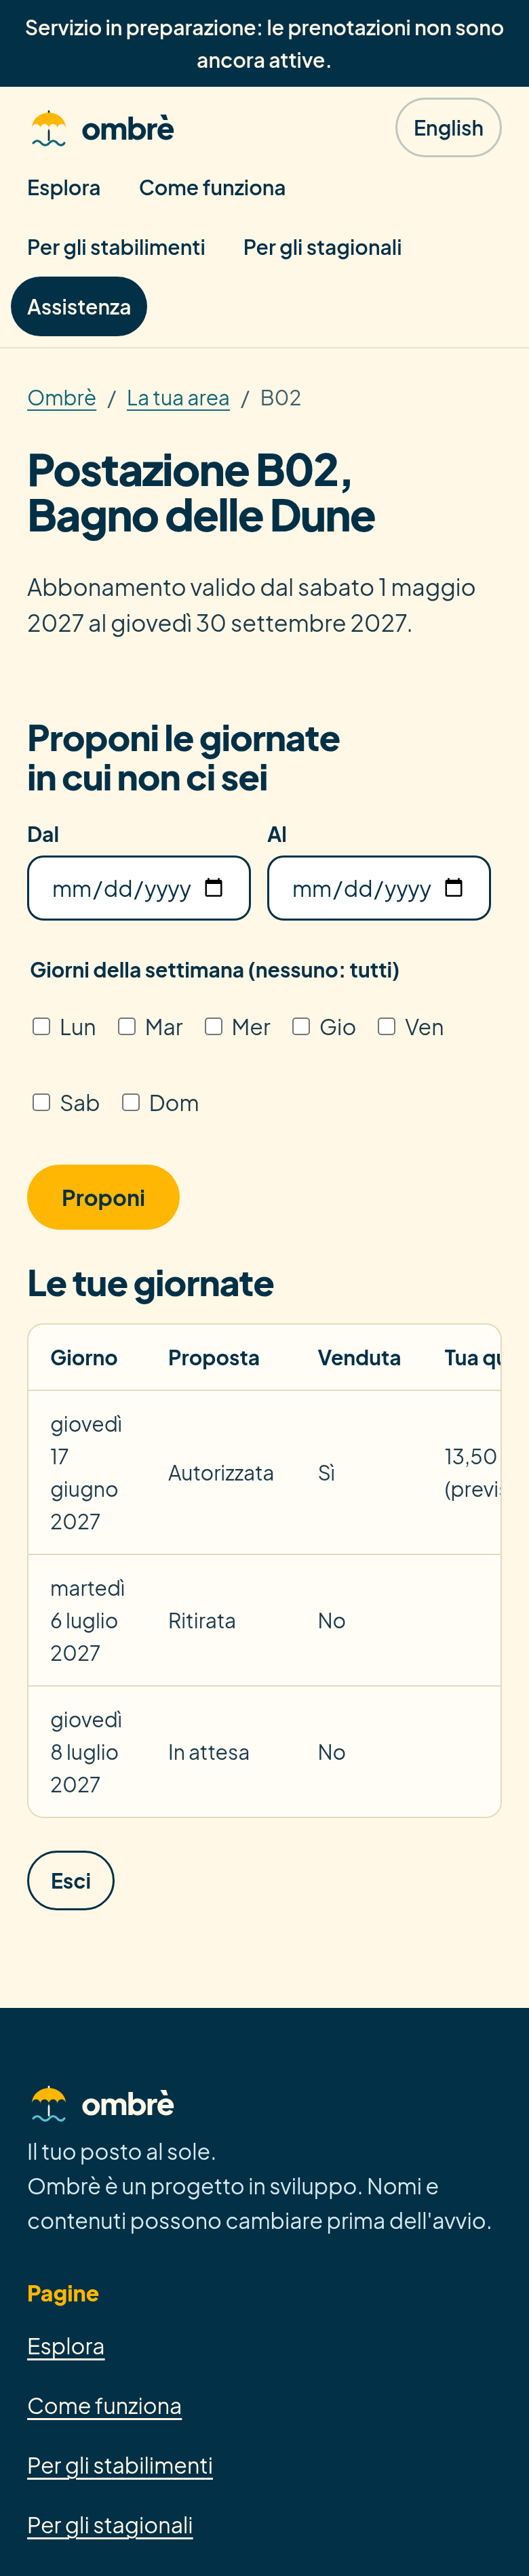 Servizio in preparazione: le prenotazioni non sono
ancora attive.
ombrè
English
Esplora Come funziona
Per gli stabilimenti Per gli stagionali
Assistenza
Ombrè / La tua area / B02
Postazione B02,
Bagno delle Dune
Abbonamento valido dal sabato 1 maggio
2027 al giovedì 30 settembre 2027.
Proponi le giornate
in cui non ci sei
Dal Al
mm/dd/yyyy mm/dd/yyyy
Giorni della settimana (nessuno: tutti)
Lun Mar Mer Gio Ven
Sab Dom
Proponi
Le tue giornate
Giorno Proposta Venduta Tua
giovedì
17
giugno
2027
Autorizzata Sì 13,50
martedì
6 luglio
2027
Ritirata No
giovedì
8 luglio
2027
In attesa No
Esci
ombrè
Il tuo posto al sole.
Ombrè è un progetto in sviluppo. Nomi e
contenuti possono cambiare prima dell'avvio.
Pagine
Esplora
Come funziona
Per gli stabilimenti
Per gli stagionali